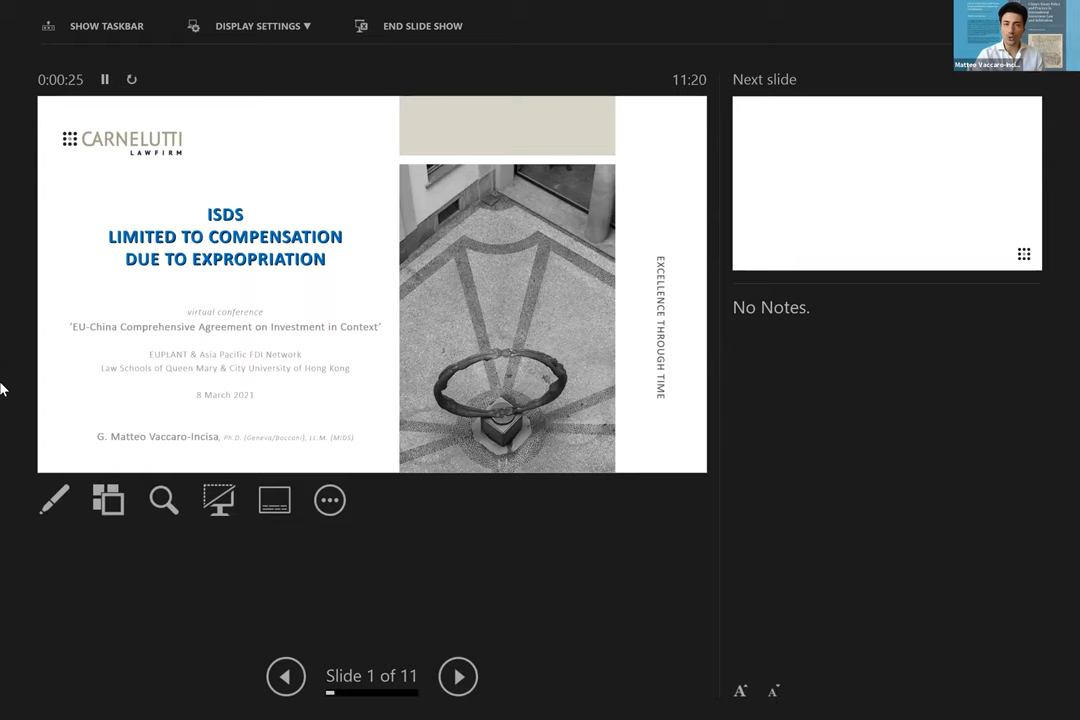 SHOW TASKBAR
DISPLAY SETTINGS ▼
END SLIDE SHOW
Matteo Vaccaro-Inci...
0:00:25
11:20
Next slide
CARNELUTTI
LAW FIRM
ISDS
LIMITED TO COMPENSATION
DUE TO EXPROPRIATION
virtual conference
'EU-China Comprehensive Agreement on Investment in Context'
EUPLANT & Asia Pacific FDI Network
Law Schools of Queen Mary & City University of Hong Kong
8 March 2021
G. Matteo Vaccaro-Incisa, Ph.D. (Geneva/Bocconi), LL.M. (MIDS)
EXCELLENCE THROUGH TIME
No Notes.
Slide 1 of 11
A A